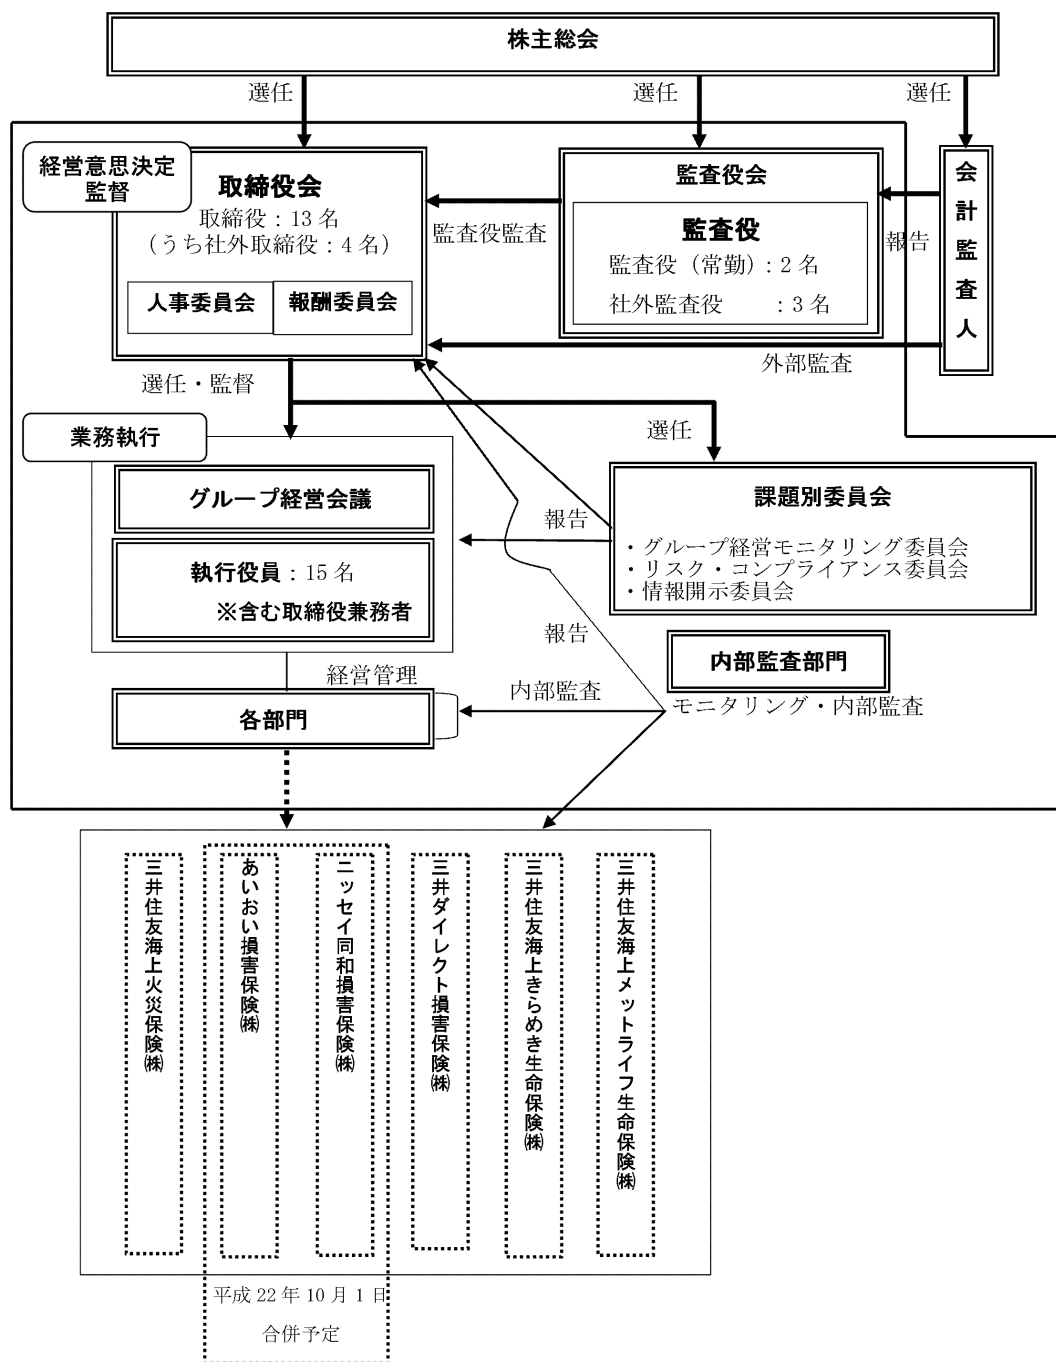 株主総会
選任
選任
選任
経営意思決定
監督
取締役会
取締役：13 名
（うち社外取締役：4 名）
人事委員会
報酬委員会
監査役監査
監査役会
監査役
監査役（常勤）：2 名
社外監査役　　：3 名
報告
会計監査人
外部監査
選任・監督
選任
業務執行
グループ経営会議
執行役員：15 名
※含む取締役兼務者
報告
課題別委員会
・グループ経営モニタリング委員会
・リスク・コンプライアンス委員会
・情報開示委員会
報告
内部監査部門
経営管理
内部監査
モニタリング・内部監査
各部門
三井住友海上火災保険㈱
あいおい損害保険㈱
ニッセイ同和損害保険㈱
三井ダイレクト損害保険㈱
三井住友海上きらめき生命保険㈱
三井住友海上メットライフ生命保険㈱
平成 22 年 10 月 1 日
合併予定